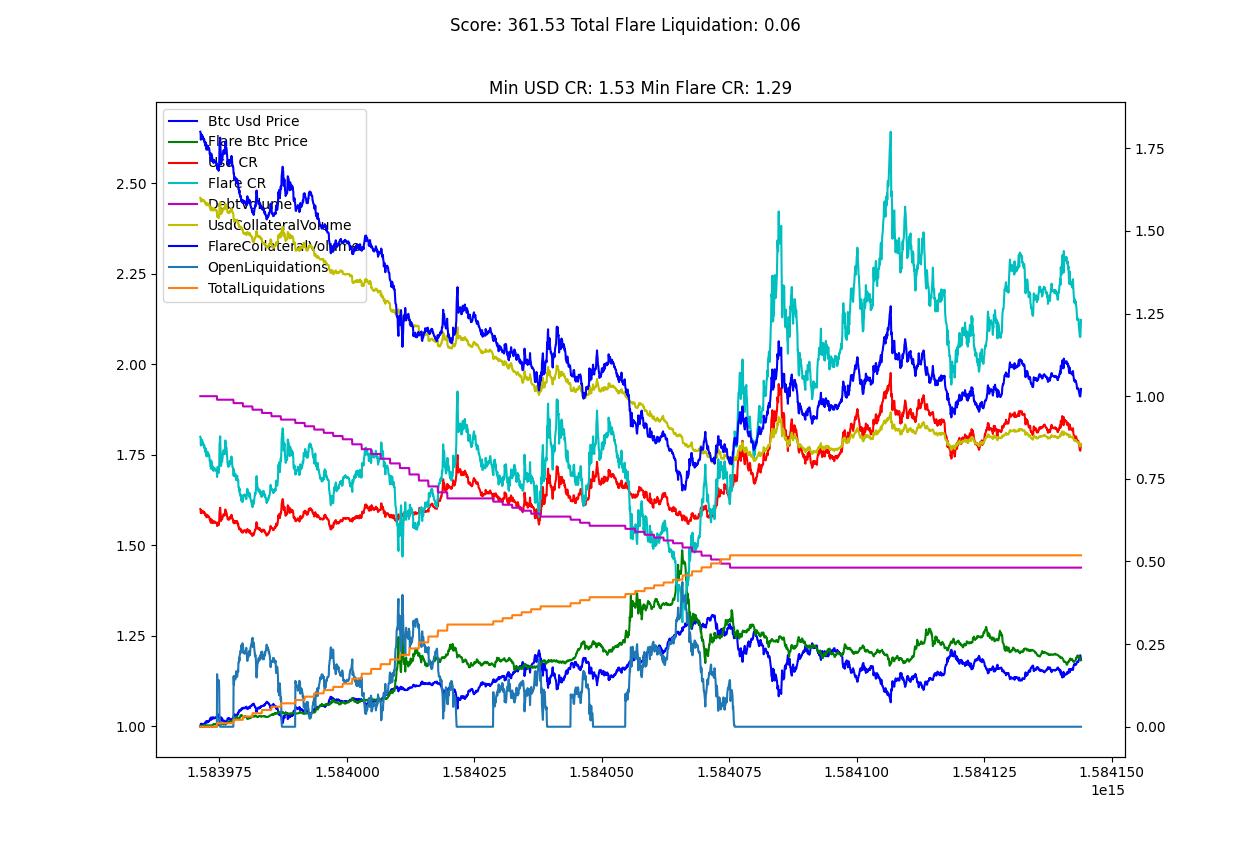 Score: 361.53 Total Flare Liquidation: 0.06
Min USD CR: 1.53 Min Flare CR: 1.29
Btc Usd Price
Flare Btc Price
Usd CR
Flare CR
DebtVolume
UsdCollateralVolume
FlareCollateralVolume
OpenLiquidations
TotalLiquidations
2.50
2.25
2.00
1.75
1.50
1.25
1.00
1.75
1.50
1.25
1.00
0.75
0.50
0.25
0.00
1.583975
1.584000
1.584025
1.584050
1.584075
1.584100
1.584125
1.584150
1e15